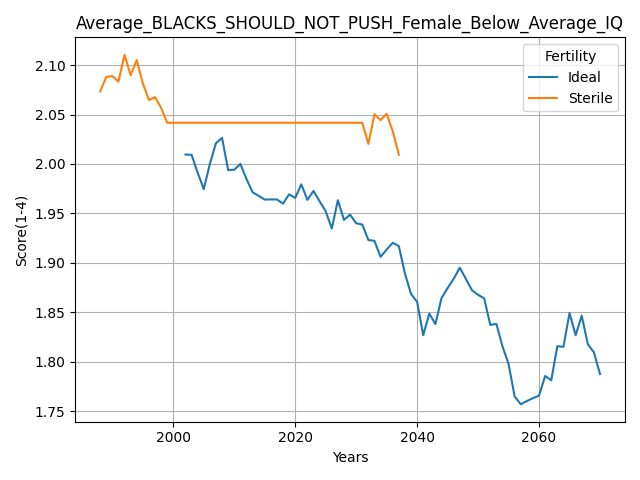 Average_BLACKS_SHOULD_NOT_PUSH_Female_Below_Average_IQ
Fertility
Ideal
Sterile
Score(1-4)
2.10
2.05
2.00
1.95
1.90
1.85
1.80
1.75
2000 2020 2040 2060
Years